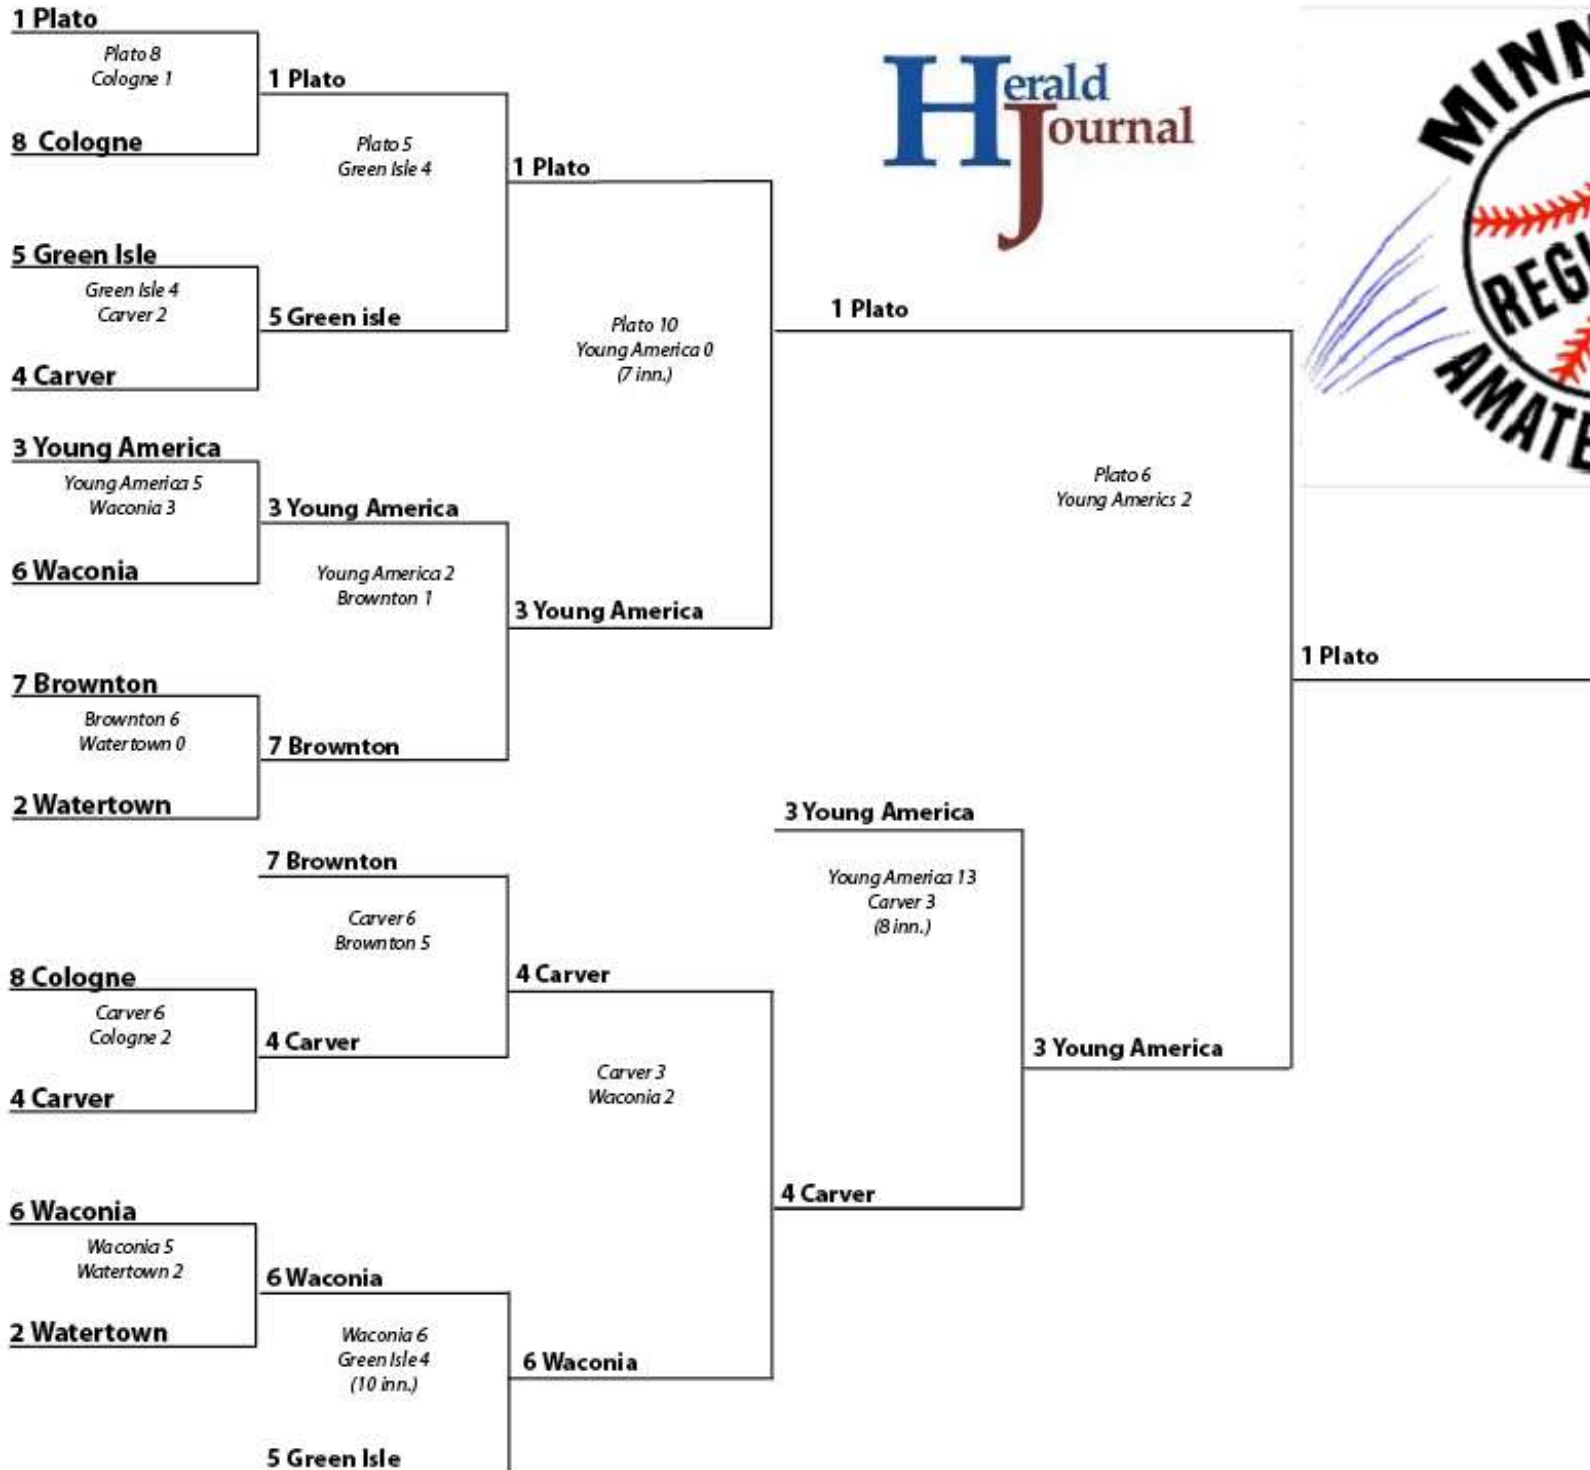 1 Plato
Plato 8
Cologne 1
8 Cologne
1 Plato
Plato 5
Green Isle 4
5 Green Isle
Green Isle 4
Carver 2
4 Carver
5 Green isle
1 Plato
Plato 10
Young America 0
(7 inn.)
3 Young America
Young America 5
Waconia 3
6 Waconia
3 Young America
Young America 2
Brownton 1
7 Brownton
Brownton 6
Watertown 0
2 Watertown
7 Brownton
3 Young America
1 Plato
Plato 6
Young Americs 2
1 Plato
7 Brownton
Carver 6
Brownton 5
8 Cologne
Carver 6
Cologne 2
4 Carver
4 Carver
4 Carver
Carver 3
Waconia 2
6 Waconia
Waconia 5
Watertown 2
2 Watertown
6 Waconia
Waconia 6
Green Isle 4
(10 inn.)
5 Green Isle
6 Waconia
3 Young America
Young America 13
Carver 3
(8 inn.)
4 Carver
3 Young America
Herald
Journal
MINN
REGI
AMATE